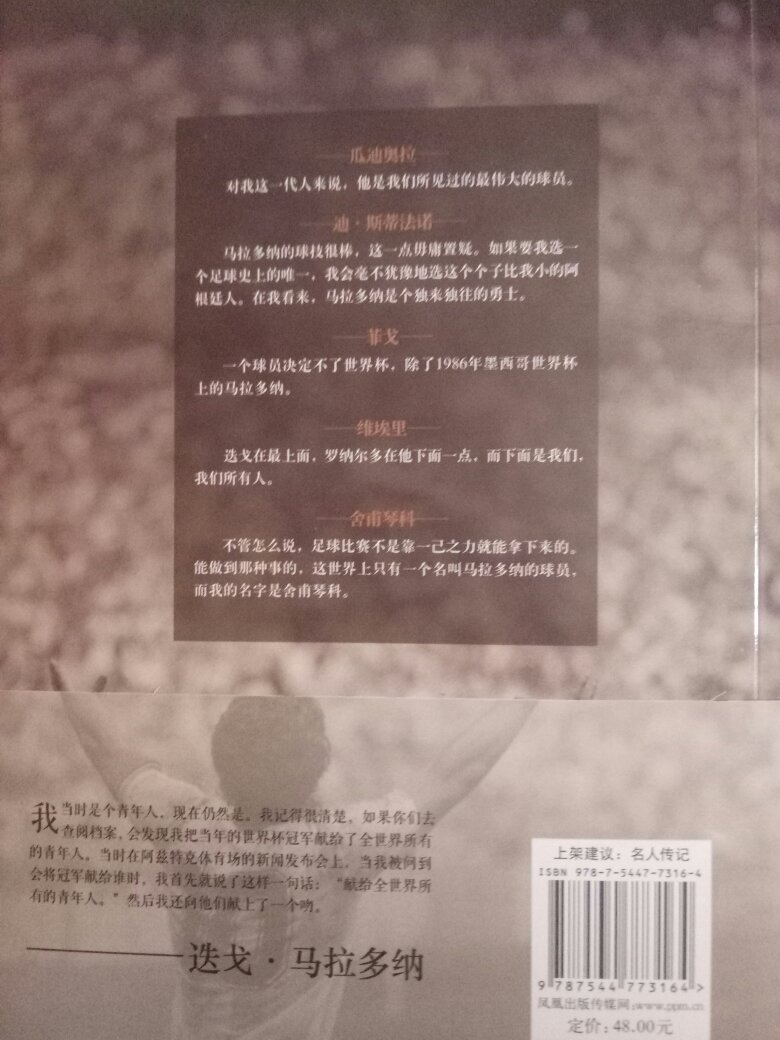 瓜迪奥拉
对我这一代人来说，他是我们所见过的最伟大的球员。
迪·斯蒂法诺
马拉多纳的球技很棒，这一点毋庸置疑。如果要我选一
个足球史上的唯一，我会毫不犹豫地选这个个子比我小的阿
根廷人。在我看来，马拉多纳是个独来独往的勇士。
菲戈
一个球员决定不了世界杯，除了1986年墨西哥世界杯
上的马拉多纳。
维埃里
迭戈在最上面，罗纳尔多在他下面一点，而下面是我们，
我们所有人。
舍甫琴科
不管怎么说，足球比赛不是靠一己之力就能拿下来的。
能做到那种事的，这世界上只有一个名叫马拉多纳的球员，
而我的名字是舍甫琴科。
我当时是个青年人，现在仍然是。我记得很清楚，如果你们去
查阅档案，会发现我把当年的世界杯冠军献给了全世界所有
的青年人。当时在阿兹特克体育场的新闻发布会上，当我被问到
会将冠军献给谁时，我首先就说了这样一句话：“献给全世界所
有的青年人。”然后我还向他们献上了一个吻。
——迭戈·马拉多纳
上架建议：名人传记
ISBN 978-7-5447-7316-4
9 787544 773164 >
凤凰出版传媒网:www.ppm.cn
定价：48.00元